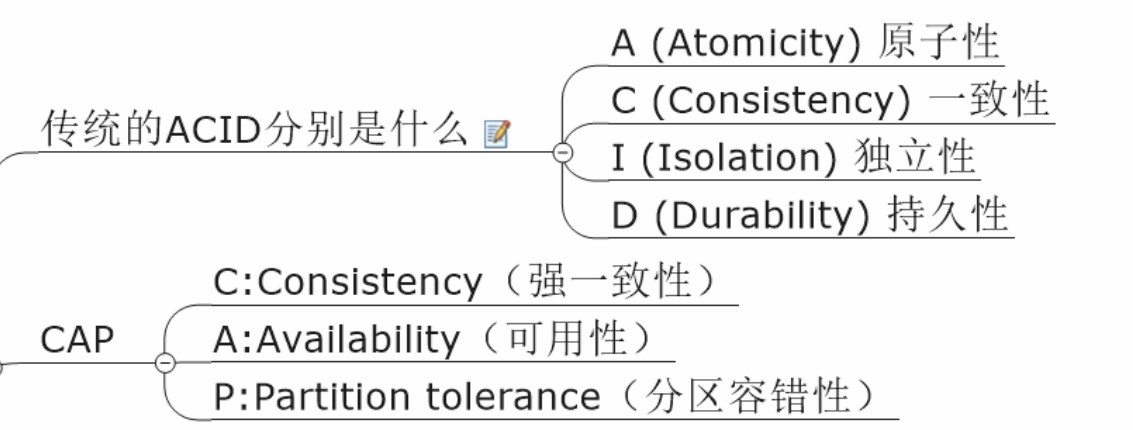 传统的ACID分别是什么
A (Atomicity) 原子性
C (Consistency) 一致性
I (Isolation) 独立性
D (Durability) 持久性
CAP
C:Consistency（强一致性）
A:Availability（可用性）
P:Partition tolerance（分区容错性）